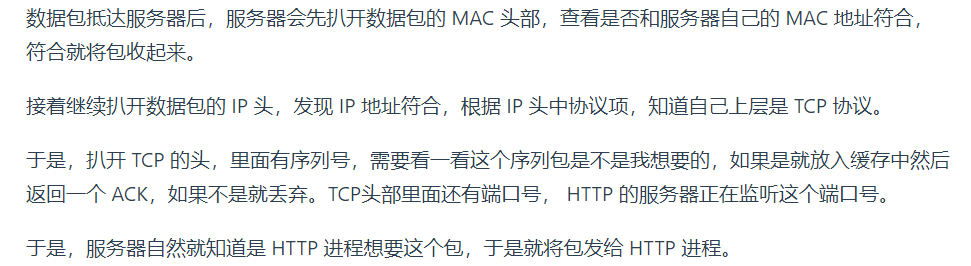 数据包抵达服务器后，服务器会先扒开数据包的 MAC 头部，查看是否和服务器自己的 MAC 地址符合，
符合就将包收起来。
接着继续扒开数据包的 IP 头，发现 IP 地址符合，根据 IP 头中协议项，知道自己上层是 TCP 协议。
于是，扒开 TCP 的头，里面有序列号，需要看一看这个序列包是不是我想要的，如果是就放入缓存中然后
返回一个 ACK，如果不是就丢弃。TCP头部里面还有端口号， HTTP 的服务器正在监听这个端口号。
于是，服务器自然就知道是 HTTP 进程想要这个包，于是就将包发给 HTTP 进程。